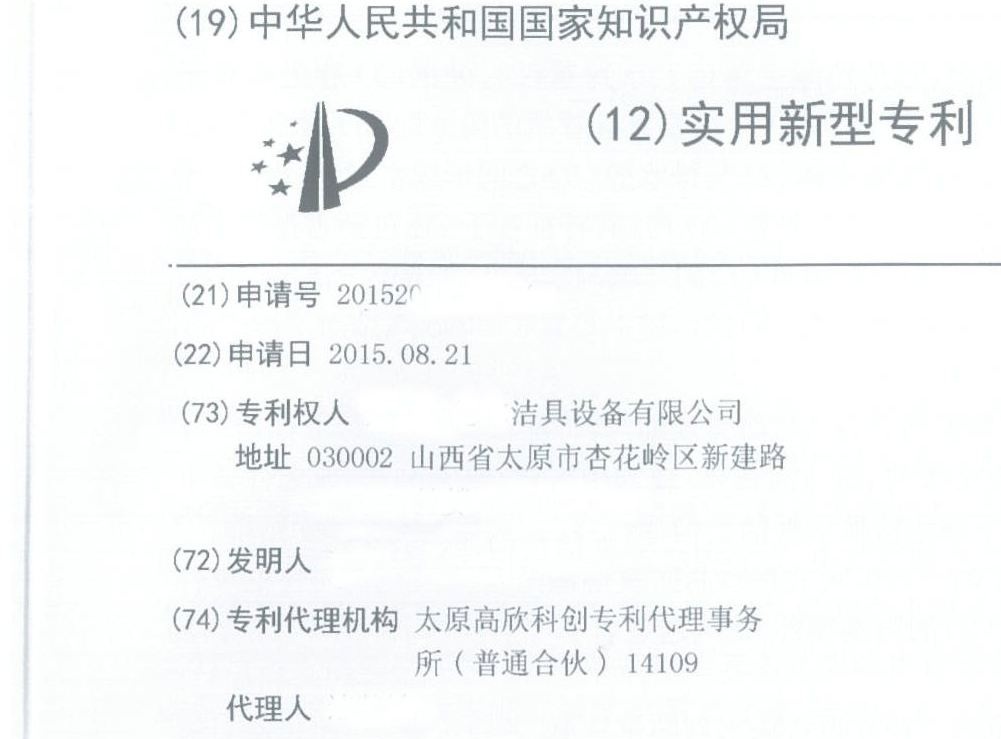 (19)中华人民共和国国家知识产权局
(12)实用新型专利
(21)申请号 20152
(22)申请日 2015.08.21
(73)专利权人 洁具设备有限公司
地址 030002 山西省太原市杏花岭区新建路
(72)发明人
(74)专利代理机构 太原高欣科创专利代理事务
所(普通合伙)14109
代理人